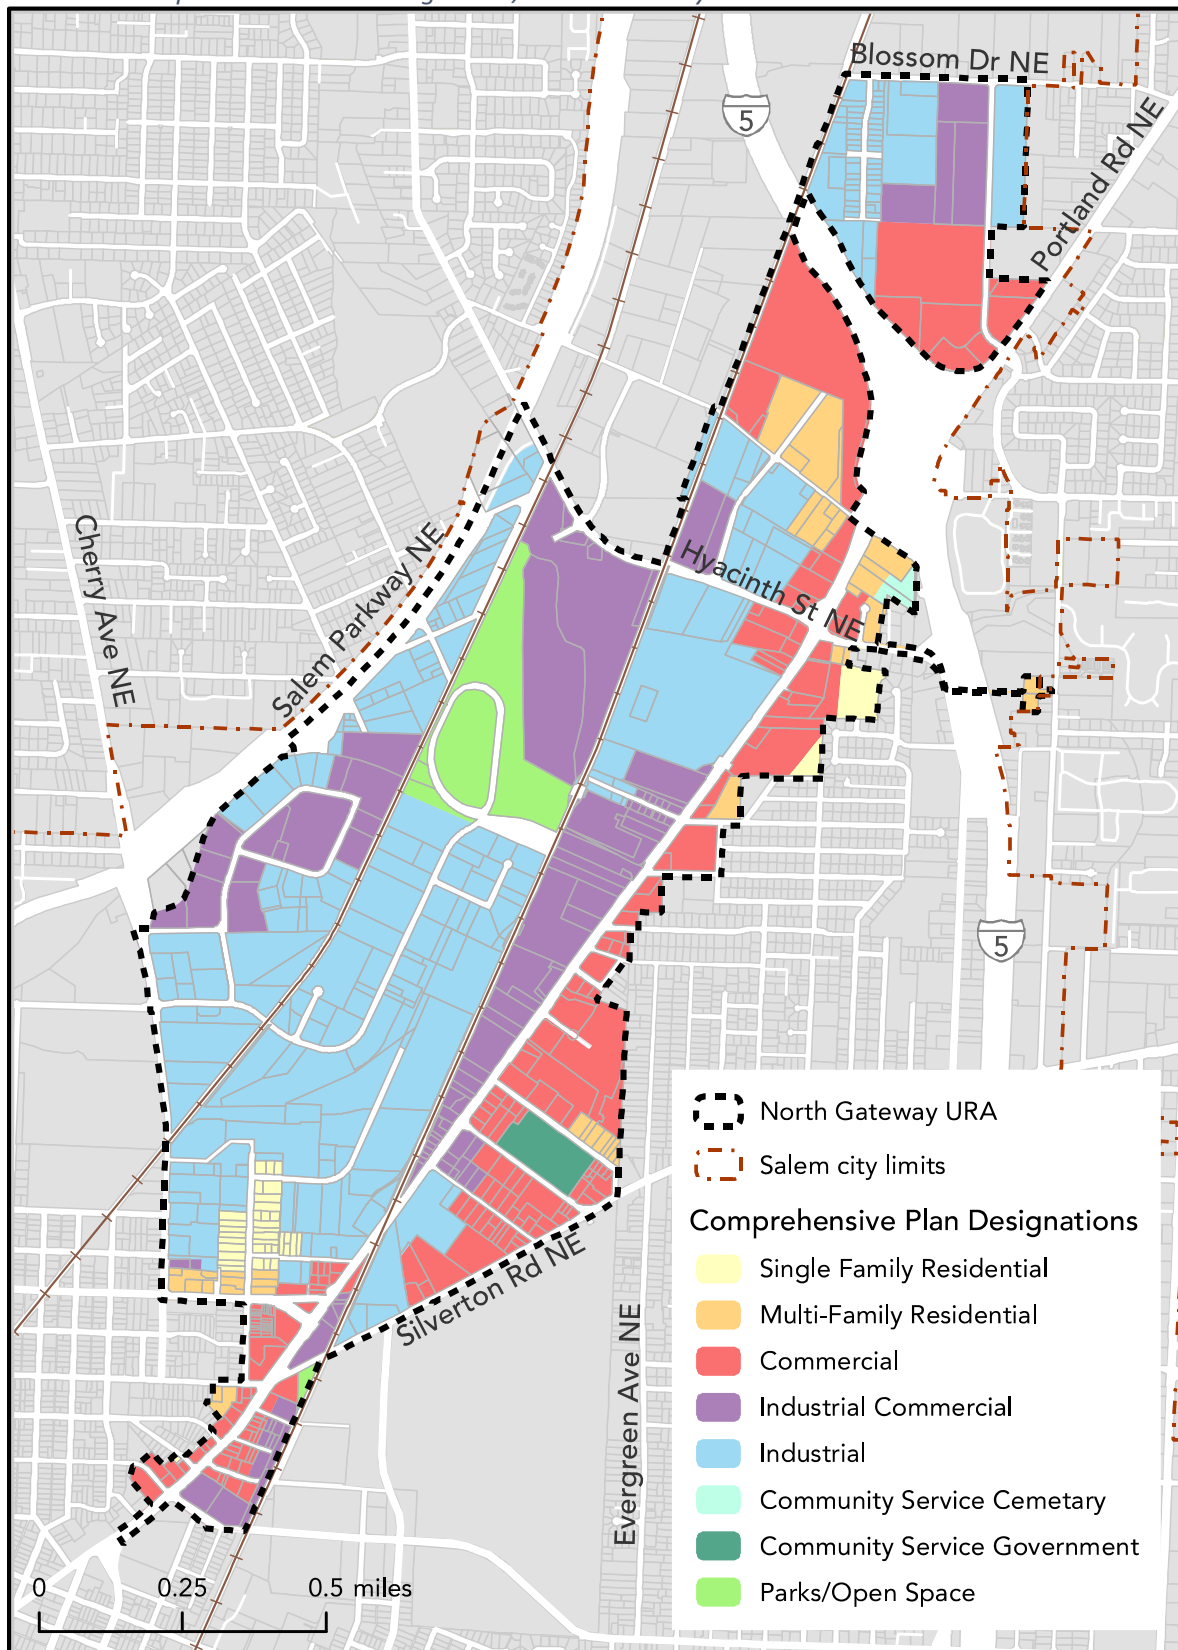 Blossom Dr NE
5
Portland Rd NE
Cherry Ave NE
Salem Parkway NE
Hyacinth St NE
5
Silverton Rd NE
Evergreen Ave NE
North Gateway URA
Salem city limits
Comprehensive Plan Designations
Single Family Residential
Multi-Family Residential
Commercial
Industrial Commercial
Industrial
Community Service Cemetary
Community Service Government
Parks/Open Space
0 0.25 0.5 miles